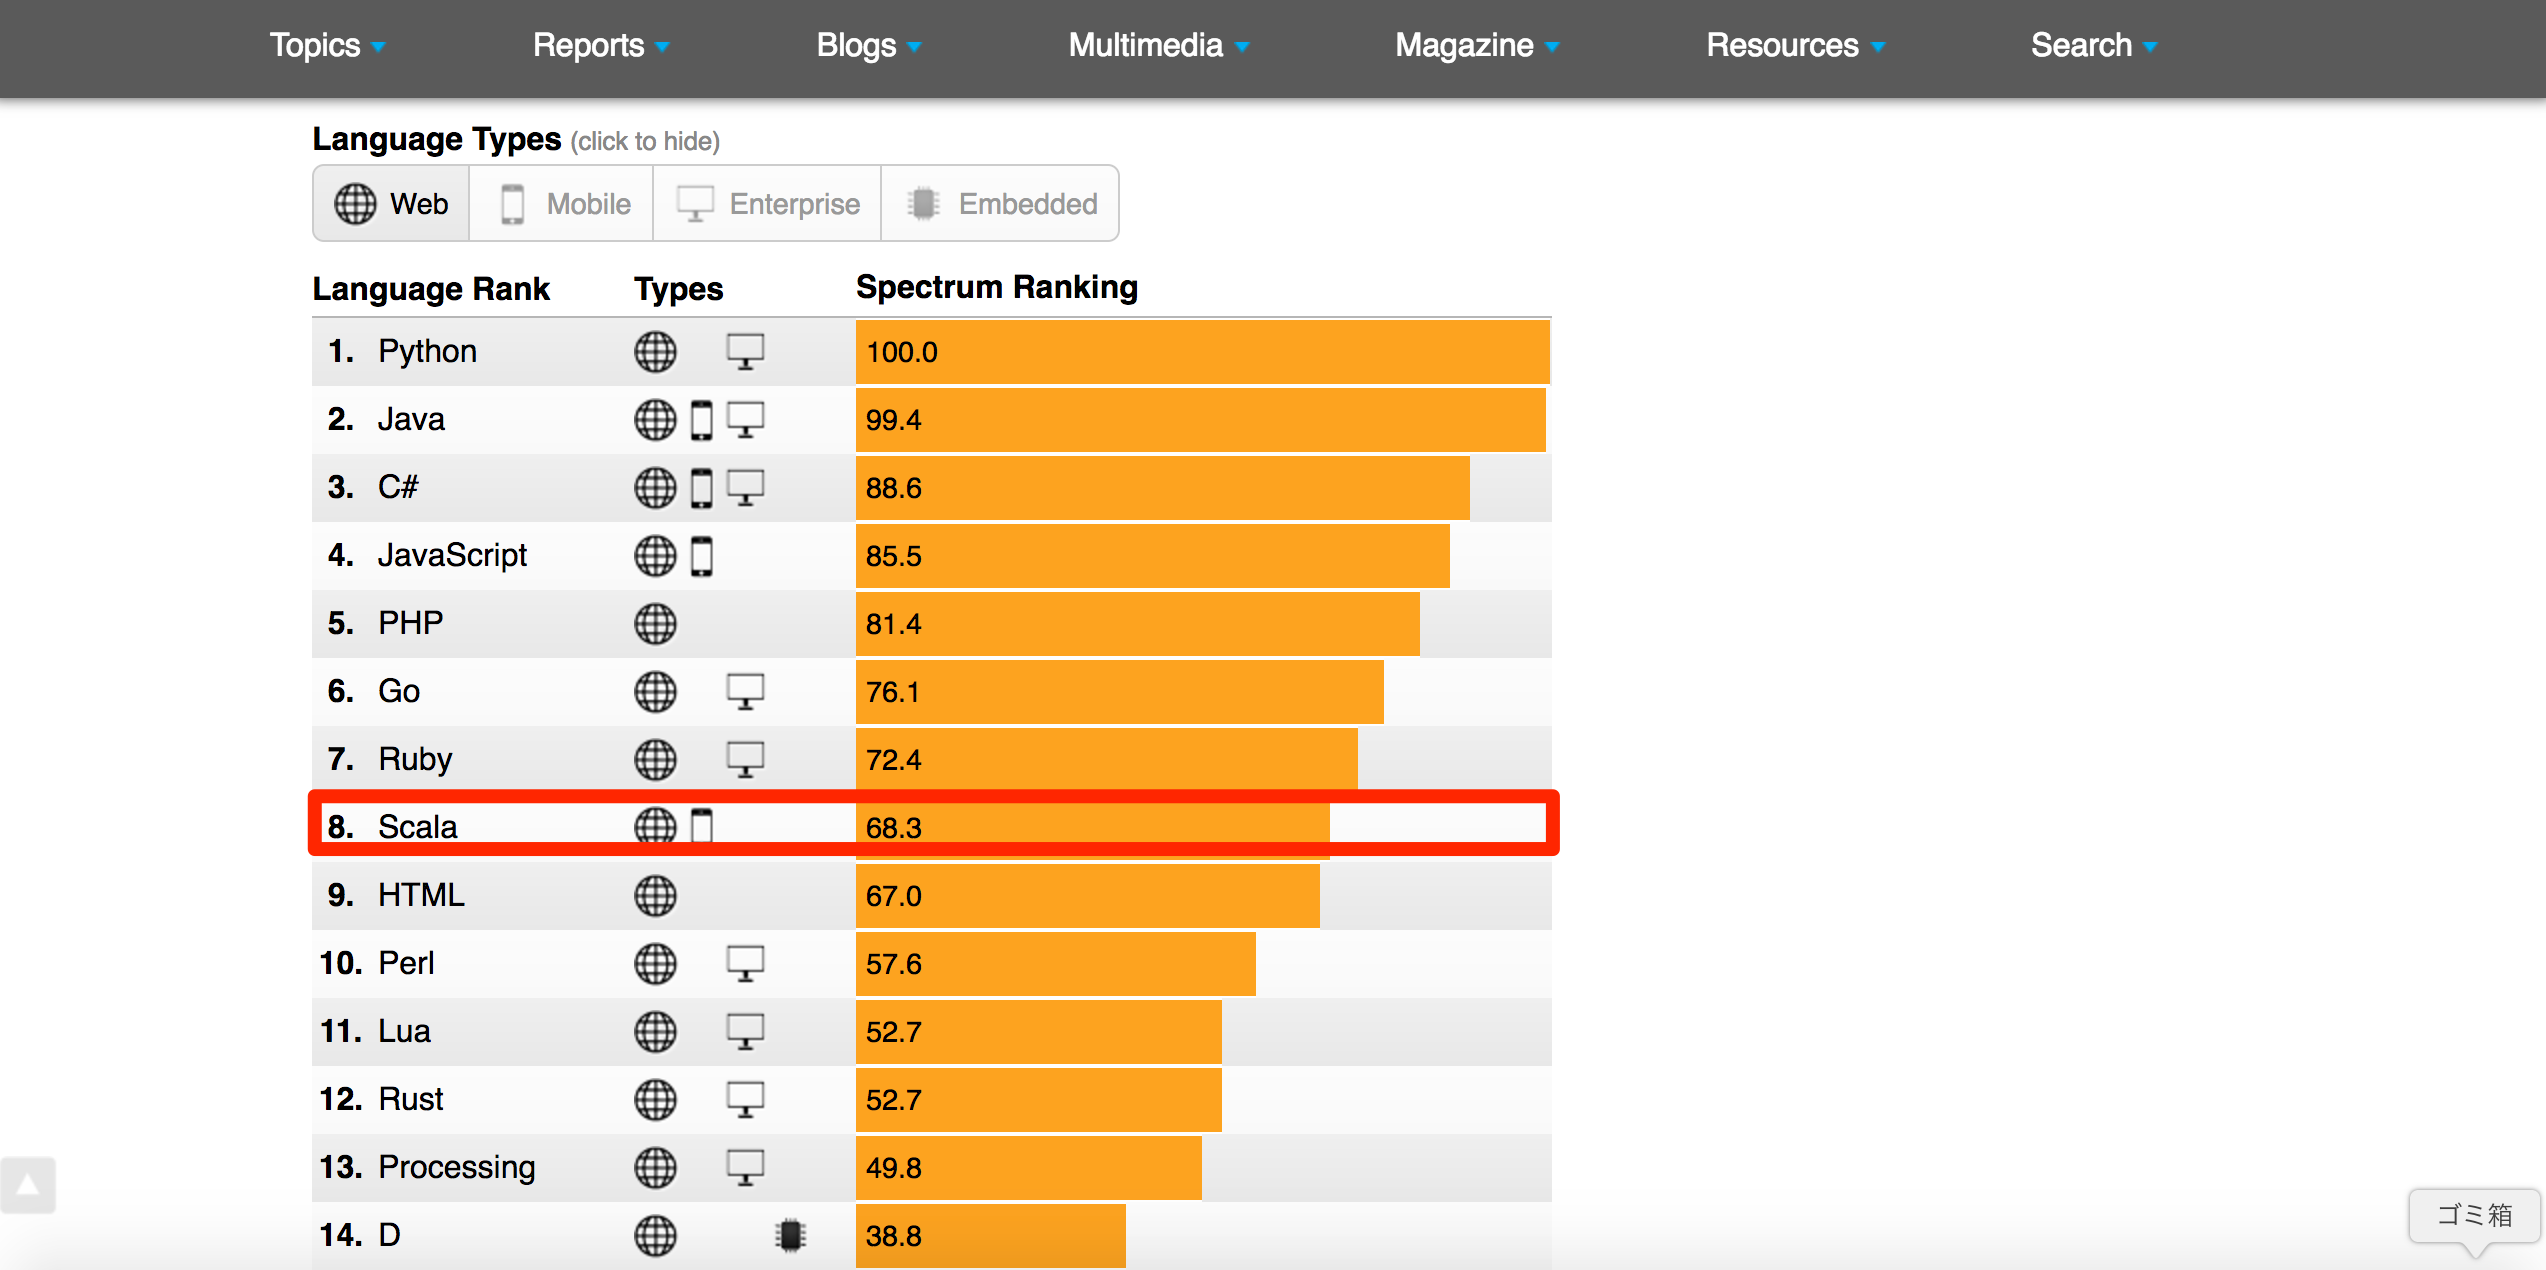 Topics Reports Blogs Multimedia Magazine Resources Search
Language Types (click to hide)
Web Mobile Enterprise Embedded
Language Rank Types Spectrum Ranking
1. Python 100.0
2. Java 99.4
3. C# 88.6
4. JavaScript 85.5
5. PHP 81.4
6. Go 76.1
7. Ruby 72.4
8. Scala 68.3
9. HTML 67.0
10. Perl 57.6
11. Lua 52.7
12. Rust 52.7
13. Processing 49.8
14. D 38.8
ゴミ箱